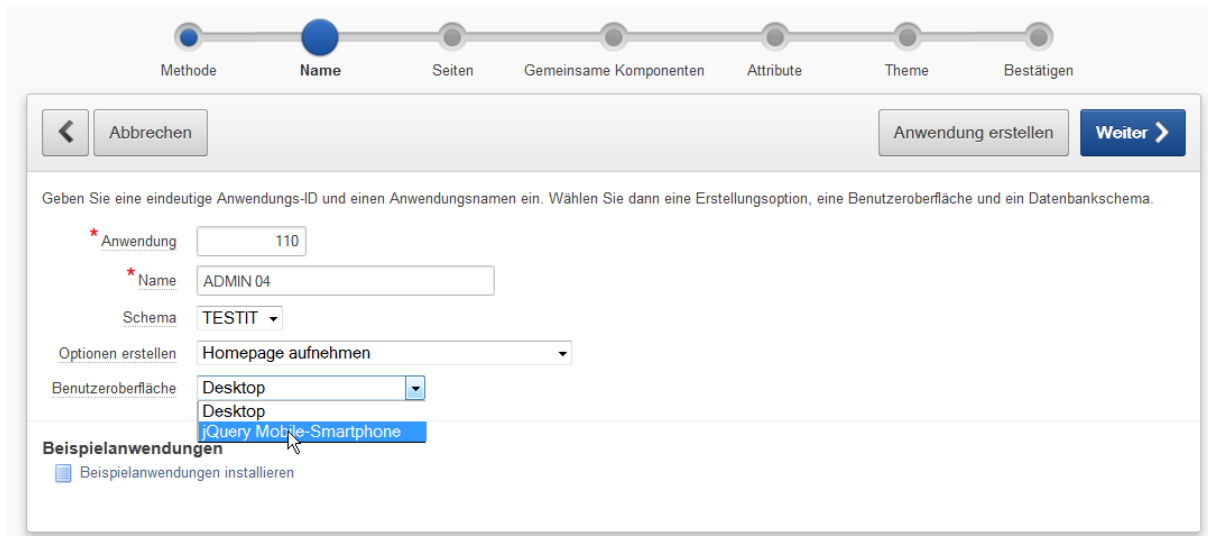 Methode Name Seiten Gemeinsame Komponenten Attribute Theme Bestätigen
Abbrechen Anwendung erstellen Weiter
Geben Sie eine eindeutige Anwendungs-ID und einen Anwendungsnamen ein. Wählen Sie dann eine Erstellungsoption, eine Benutzeroberfläche und ein Datenbankschema.
*Anwendung 110
*Name ADMIN 04
Schema TESTIT
Optionen erstellen Homepage aufnehmen
Benutzeroberfläche Desktop
Desktop
jQuery Mobile-Smartphone
Beispielanwendungen
Beispielanwendungen installieren